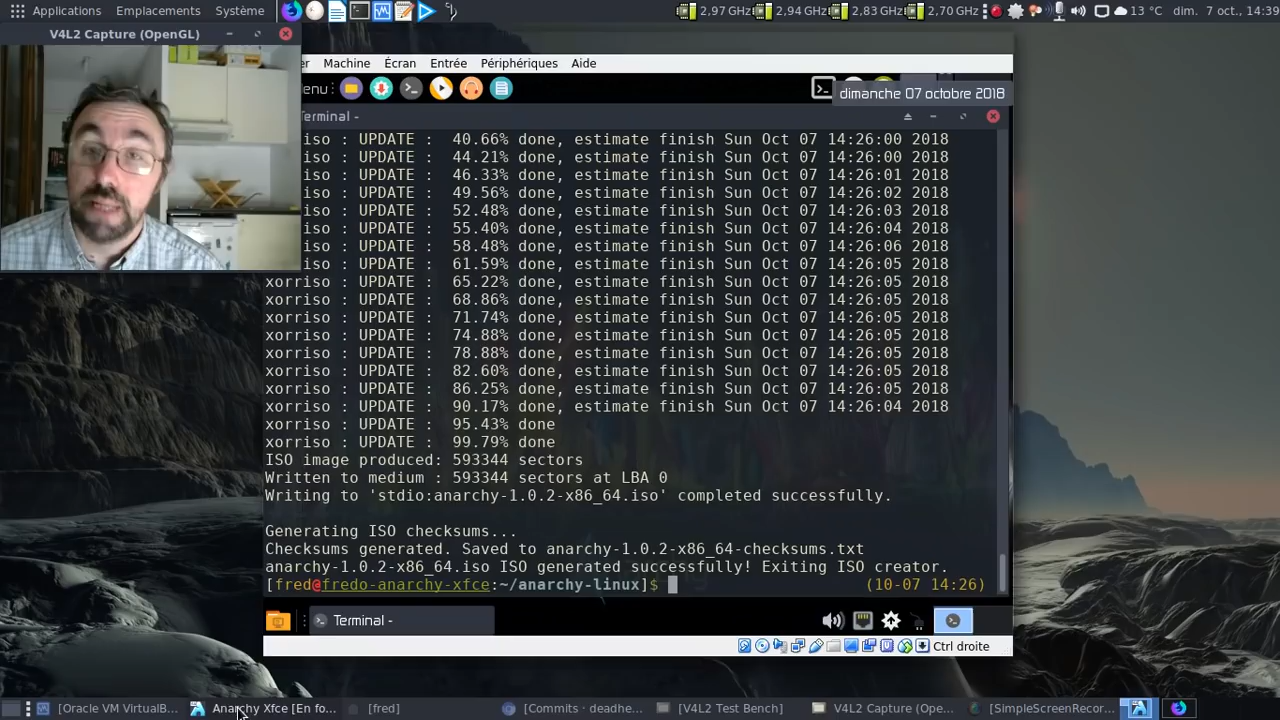 Applications Emplacements Système 2,97 GHz 2,94 GHz 2,83 GHz 2,70 GHz 13 °C dim. 7 oct., 14:39
V4L2 Capture (OpenGL)
Machine Écran Entrée Périphériques Aide
enu:
dimanche 07 octobre 2018
Terminal -
iso : UPDATE : 40.66% done, estimate finish Sun Oct 07 14:26:00 2018
iso : UPDATE : 44.21% done, estimate finish Sun Oct 07 14:26:00 2018
iso : UPDATE : 46.33% done, estimate finish Sun Oct 07 14:26:01 2018
iso : UPDATE : 49.56% done, estimate finish Sun Oct 07 14:26:02 2018
iso : UPDATE : 52.48% done, estimate finish Sun Oct 07 14:26:03 2018
iso : UPDATE : 55.40% done, estimate finish Sun Oct 07 14:26:04 2018
iso : UPDATE : 58.48% done, estimate finish Sun Oct 07 14:26:06 2018
iso : UPDATE : 61.59% done, estimate finish Sun Oct 07 14:26:05 2018
xorriso : UPDATE : 65.22% done, estimate finish Sun Oct 07 14:26:05 2018
xorriso : UPDATE : 68.86% done, estimate finish Sun Oct 07 14:26:05 2018
xorriso : UPDATE : 71.74% done, estimate finish Sun Oct 07 14:26:05 2018
xorriso : UPDATE : 74.88% done, estimate finish Sun Oct 07 14:26:05 2018
xorriso : UPDATE : 78.88% done, estimate finish Sun Oct 07 14:26:05 2018
xorriso : UPDATE : 82.60% done, estimate finish Sun Oct 07 14:26:05 2018
xorriso : UPDATE : 86.25% done, estimate finish Sun Oct 07 14:26:05 2018
xorriso : UPDATE : 90.17% done, estimate finish Sun Oct 07 14:26:04 2018
xorriso : UPDATE : 95.43% done
xorriso : UPDATE : 99.79% done
ISO image produced: 593344 sectors
Written to medium : 593344 sectors at LBA 0
Writing to 'stdio:anarchy-1.0.2-x86_64.iso' completed successfully.
Generating ISO checksums...
Checksums generated. Saved to anarchy-1.0.2-x86_64-checksums.txt
anarchy-1.0.2-x86_64.iso ISO generated successfully! Exiting ISO creator.
[fred@fredo-anarchy-xfce:~/anarchy-linux]$ (10-07 14:26)
Terminal -
Ctrl droite
[Oracle VM VirtualB... Anarchy Xfce [En fo... [fred] [Commits · deadhe... [V4L2 Test Bench] V4L2 Capture (Ope... [SimpleScreenRecor...